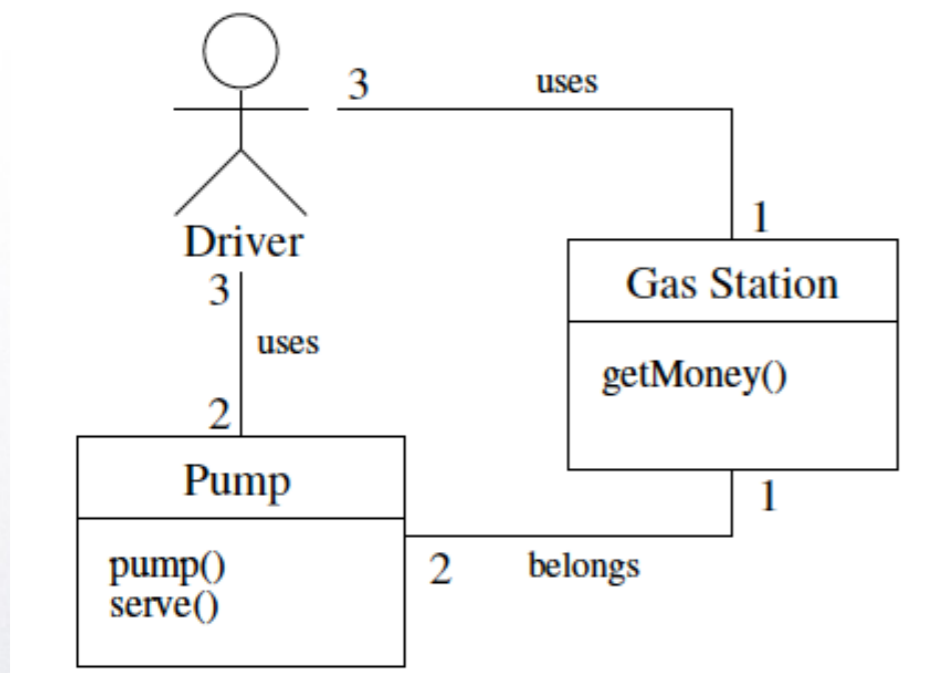 3
uses
1
Driver
3
uses
2
Gas Station
getMoney()
1
Pump
pump()
serve()
2
belongs